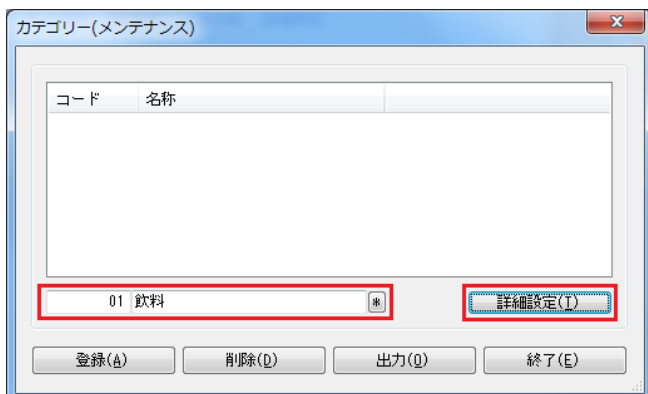 カテゴリー(メンテナンス)
コード 名称
01 飲料 * 詳細設定(T)
登録(A) 削除(D) 出力(O) 終了(E)